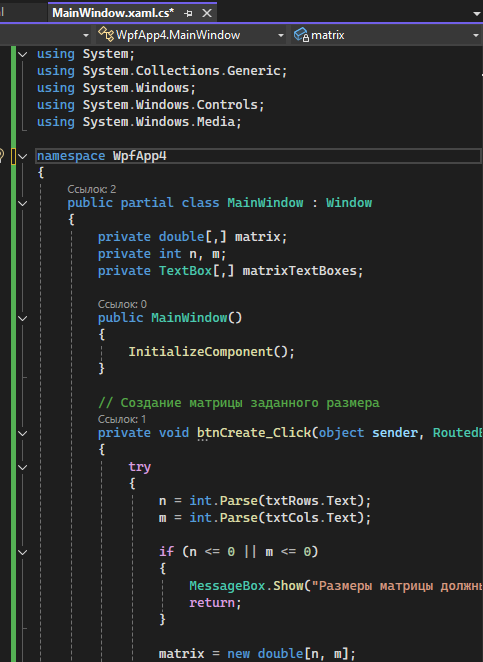 MainWindow.xaml.cs*
WpfApp4.MainWindow matrix
using System;
using System.Collections.Generic;
using System.Windows;
using System.Windows.Controls;
using System.Windows.Media;
namespace WpfApp4
{
Ссылок: 2
public partial class MainWindow : Window
{
private double[,] matrix;
private int n, m;
private TextBox[,] matrixTextBoxes;
Ссылок: 0
public MainWindow()
{
InitializeComponent();
}
// Создание матрицы заданного размера
Ссылок: 1
private void btnCreate_Click(object sender, RoutedE
{
try
{
n = int.Parse(txtRows.Text);
m = int.Parse(txtCols.Text);
if (n <= 0 || m <= 0)
{
MessageBox.Show("Размеры матрицы должн
return;
}
matrix = new double[n, m];